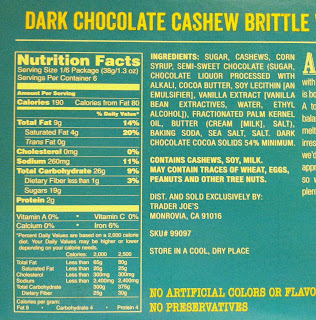 DARK CHOCOLATE CASHEW BRITTLE
Nutrition Facts
Serving Size 1/6 Package (38g/1.3 oz)
Servings Per Container 6
Amount Per Serving
Calories 190 Calories from Fat 80
% Daily Value*
Total Fat 9g 14%
Saturated Fat 4g 20%
Trans Fat 0g
Cholesterol 0mg 0%
Sodium 260mg 11%
Total Carbohydrate 26g 9%
Dietary Fiber less than 1g 3%
Sugars 19g
Protein 2g
Vitamin A 0% • Vitamin C 0%
Calcium 0% • Iron 6%
*Percent Daily Values are based on a 2,000 calorie
diet. Your Daily Values may be higher or lower
depending on your calorie needs.
Calories: 2,000 2,500
Total Fat Less than 65g 80g
Saturated Fat Less than 20g 25g
Cholesterol Less than 300mg 300mg
Sodium Less than 2,400mg 2,400mg
Total Carbohydrate 300g 375g
Dietary Fiber 25g 30g
Calories per gram:
Fat 9 • Carbohydrate 4 • Protein 4
INGREDIENTS: SUGAR, CASHEWS, CORN
SYRUP, SEMI-SWEET CHOCOLATE (SUGAR,
CHOCOLATE LIQUOR PROCESSED WITH
ALKALI, COCOA BUTTER, SOY LECITHIN [AN
EMULSIFIER], VANILLA EXTRACT [VANILLA
BEAN EXTRACTIVES, WATER, ETHYL
ALCOHOL]), FRACTIONATED PALM KERNEL
OIL, BUTTER (CREAM [MILK], SALT),
BAKING SODA, SEA SALT, SALT. DARK
CHOCOLATE COCOA SOLIDS 54% MINIMUM.
CONTAINS CASHEWS, SOY, MILK.
MAY CONTAIN TRACES OF WHEAT, EGGS,
PEANUTS AND OTHER TREE NUTS.
DIST. AND SOLD EXCLUSIVELY BY:
TRADER JOE'S
MONROVIA, CA 91016
SKU# 99097
STORE IN A COOL, DRY PLACE
NO ARTIFICIAL COLORS OR FLAVO
NO PRESERVATIVES